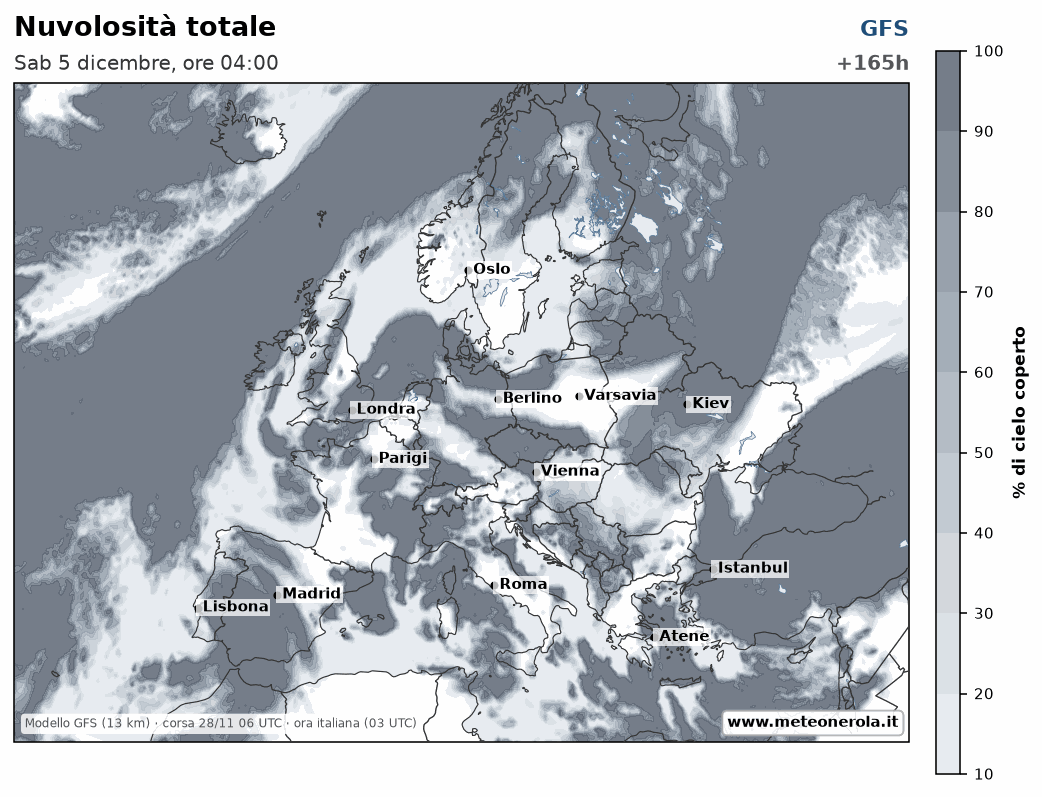 Nuvolosità totale
GFS
Sab 5 dicembre, ore 04:00
+165h
100
90
80
70
60
50
40
30
20
10
% di cielo coperto
Oslo
Berlino
Varsavia
Kiev
Londra
Parigi
Vienna
Istanbul
Roma
Madrid
Lisbona
Atene
Modello GFS (13 km) · corsa 28/11 06 UTC · ora italiana (03 UTC)
www.meteonerola.it